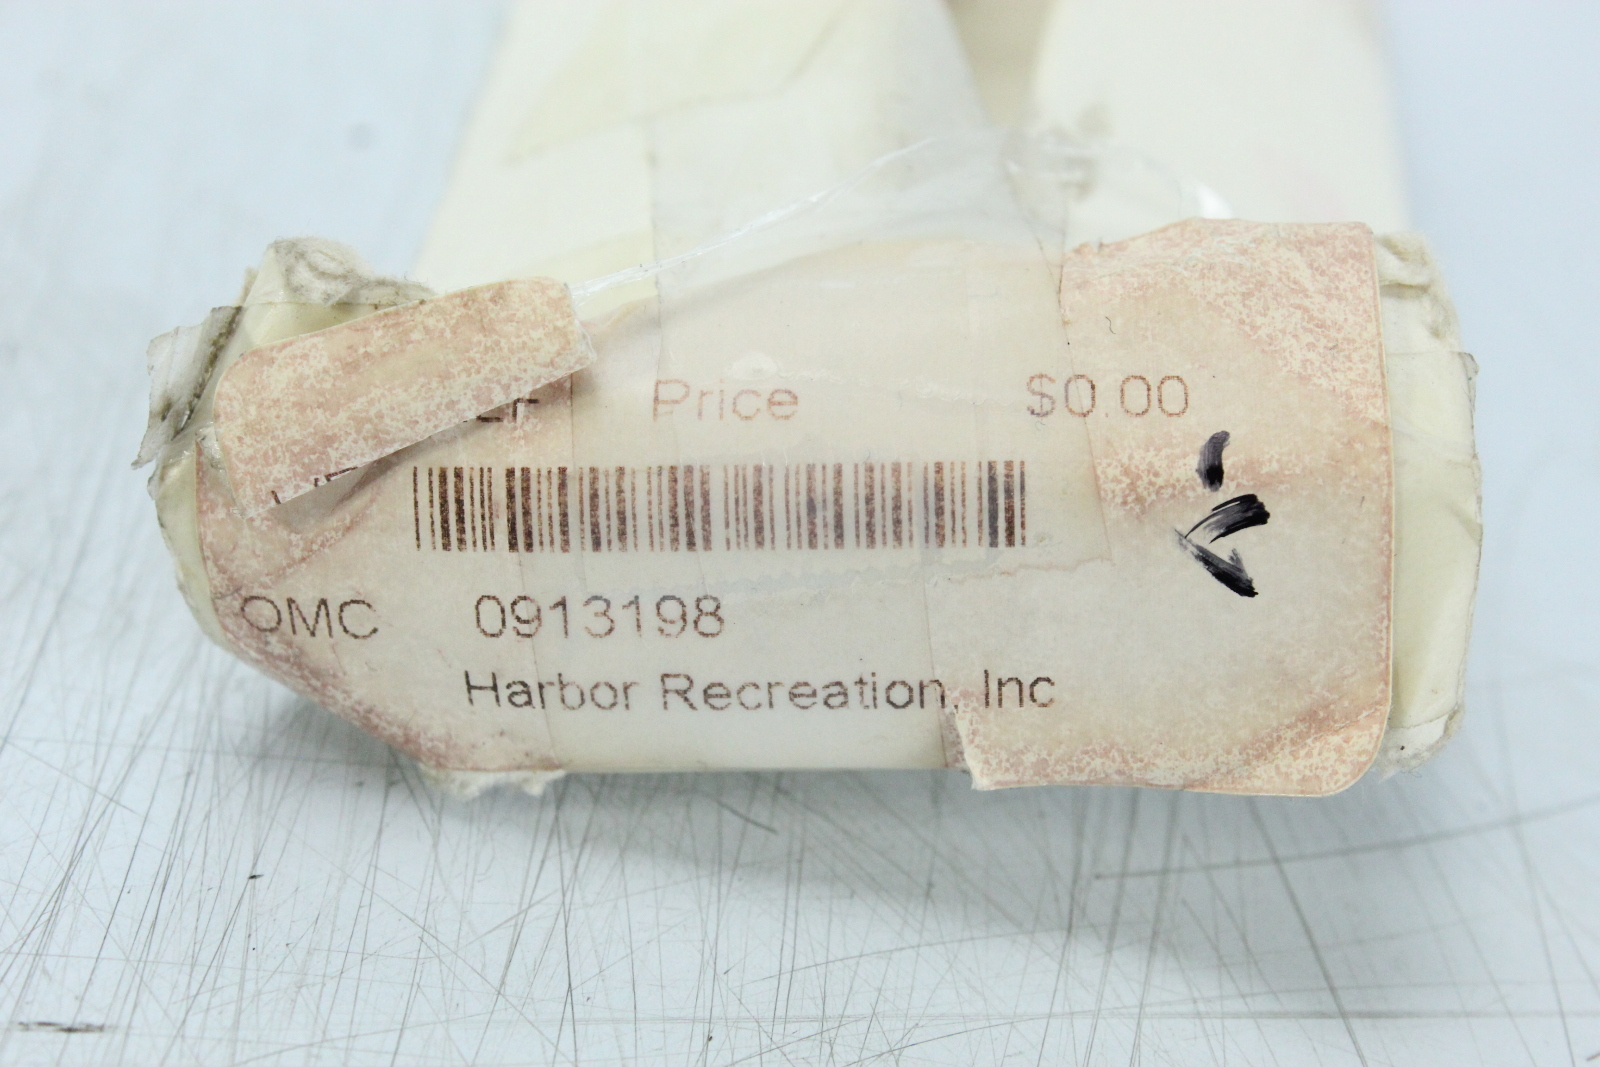 Price $0.00
OMC 0913198
Harbor Recreation, Inc